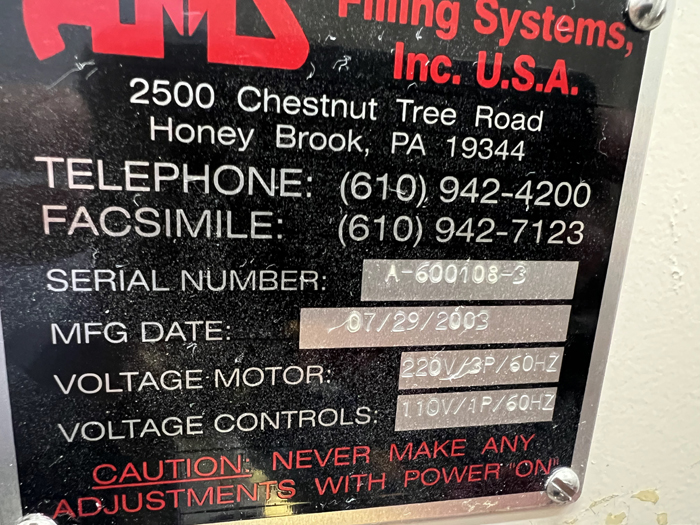 AMS Filling Systems,
Inc. U.S.A.
2500 Chestnut Tree Road
Honey Brook, PA 19344
TELEPHONE: (610) 942-4200
FACSIMILE: (610) 942-7123
SERIAL NUMBER: A-600108-3
MFG DATE: 07/29/2003
VOLTAGE MOTOR: 220V/3P/60HZ
VOLTAGE CONTROLS: 110V/1P/60HZ
CAUTION: NEVER MAKE ANY
ADJUSTMENTS WITH POWER "ON"